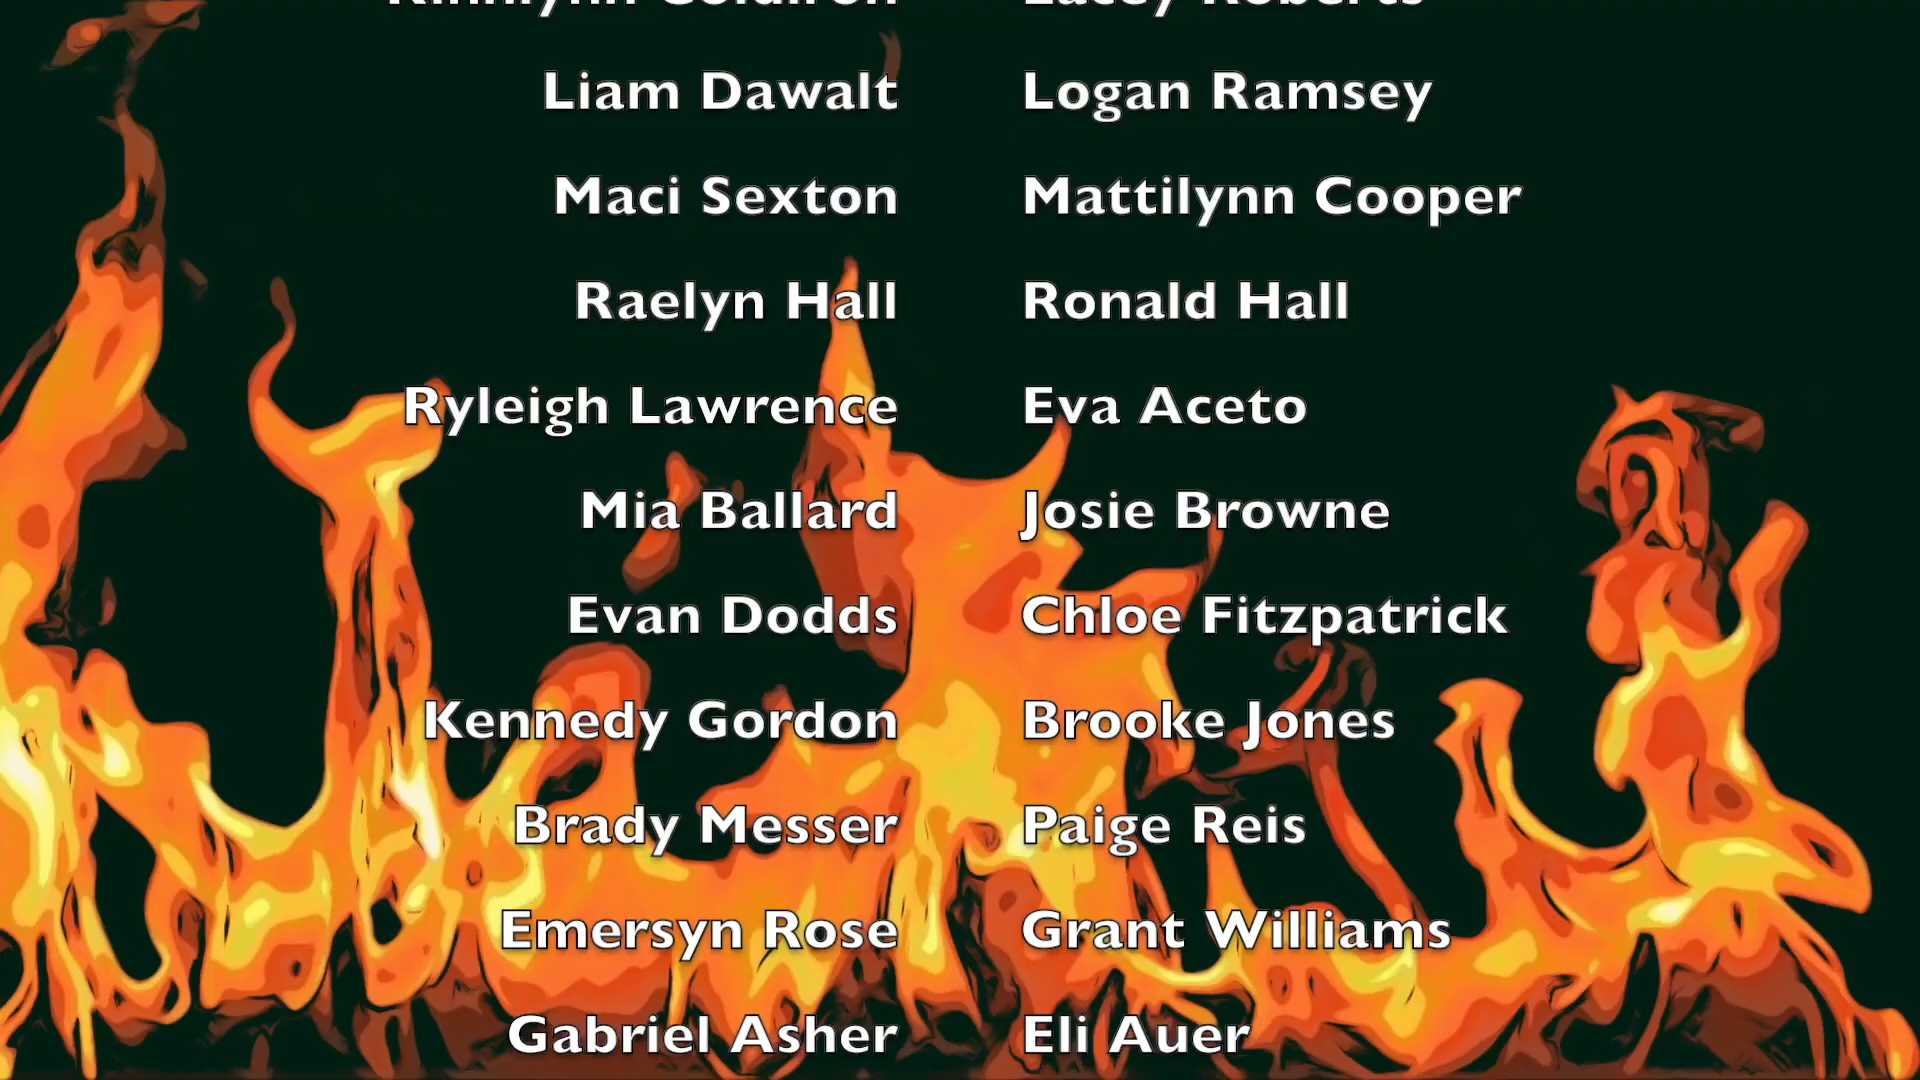 Liam Dawalt Logan Ramsey
Maci Sexton Mattilynn Cooper
Raelyn Hall Ronald Hall
Ryleigh Lawrence Eva Aceto
Mia Ballard Josie Browne
Evan Dodds Chloe Fitzpatrick
Kennedy Gordon Brooke Jones
Brady Messer Paige Reis
Emersyn Rose Grant Williams
Gabriel Asher Eli Auer